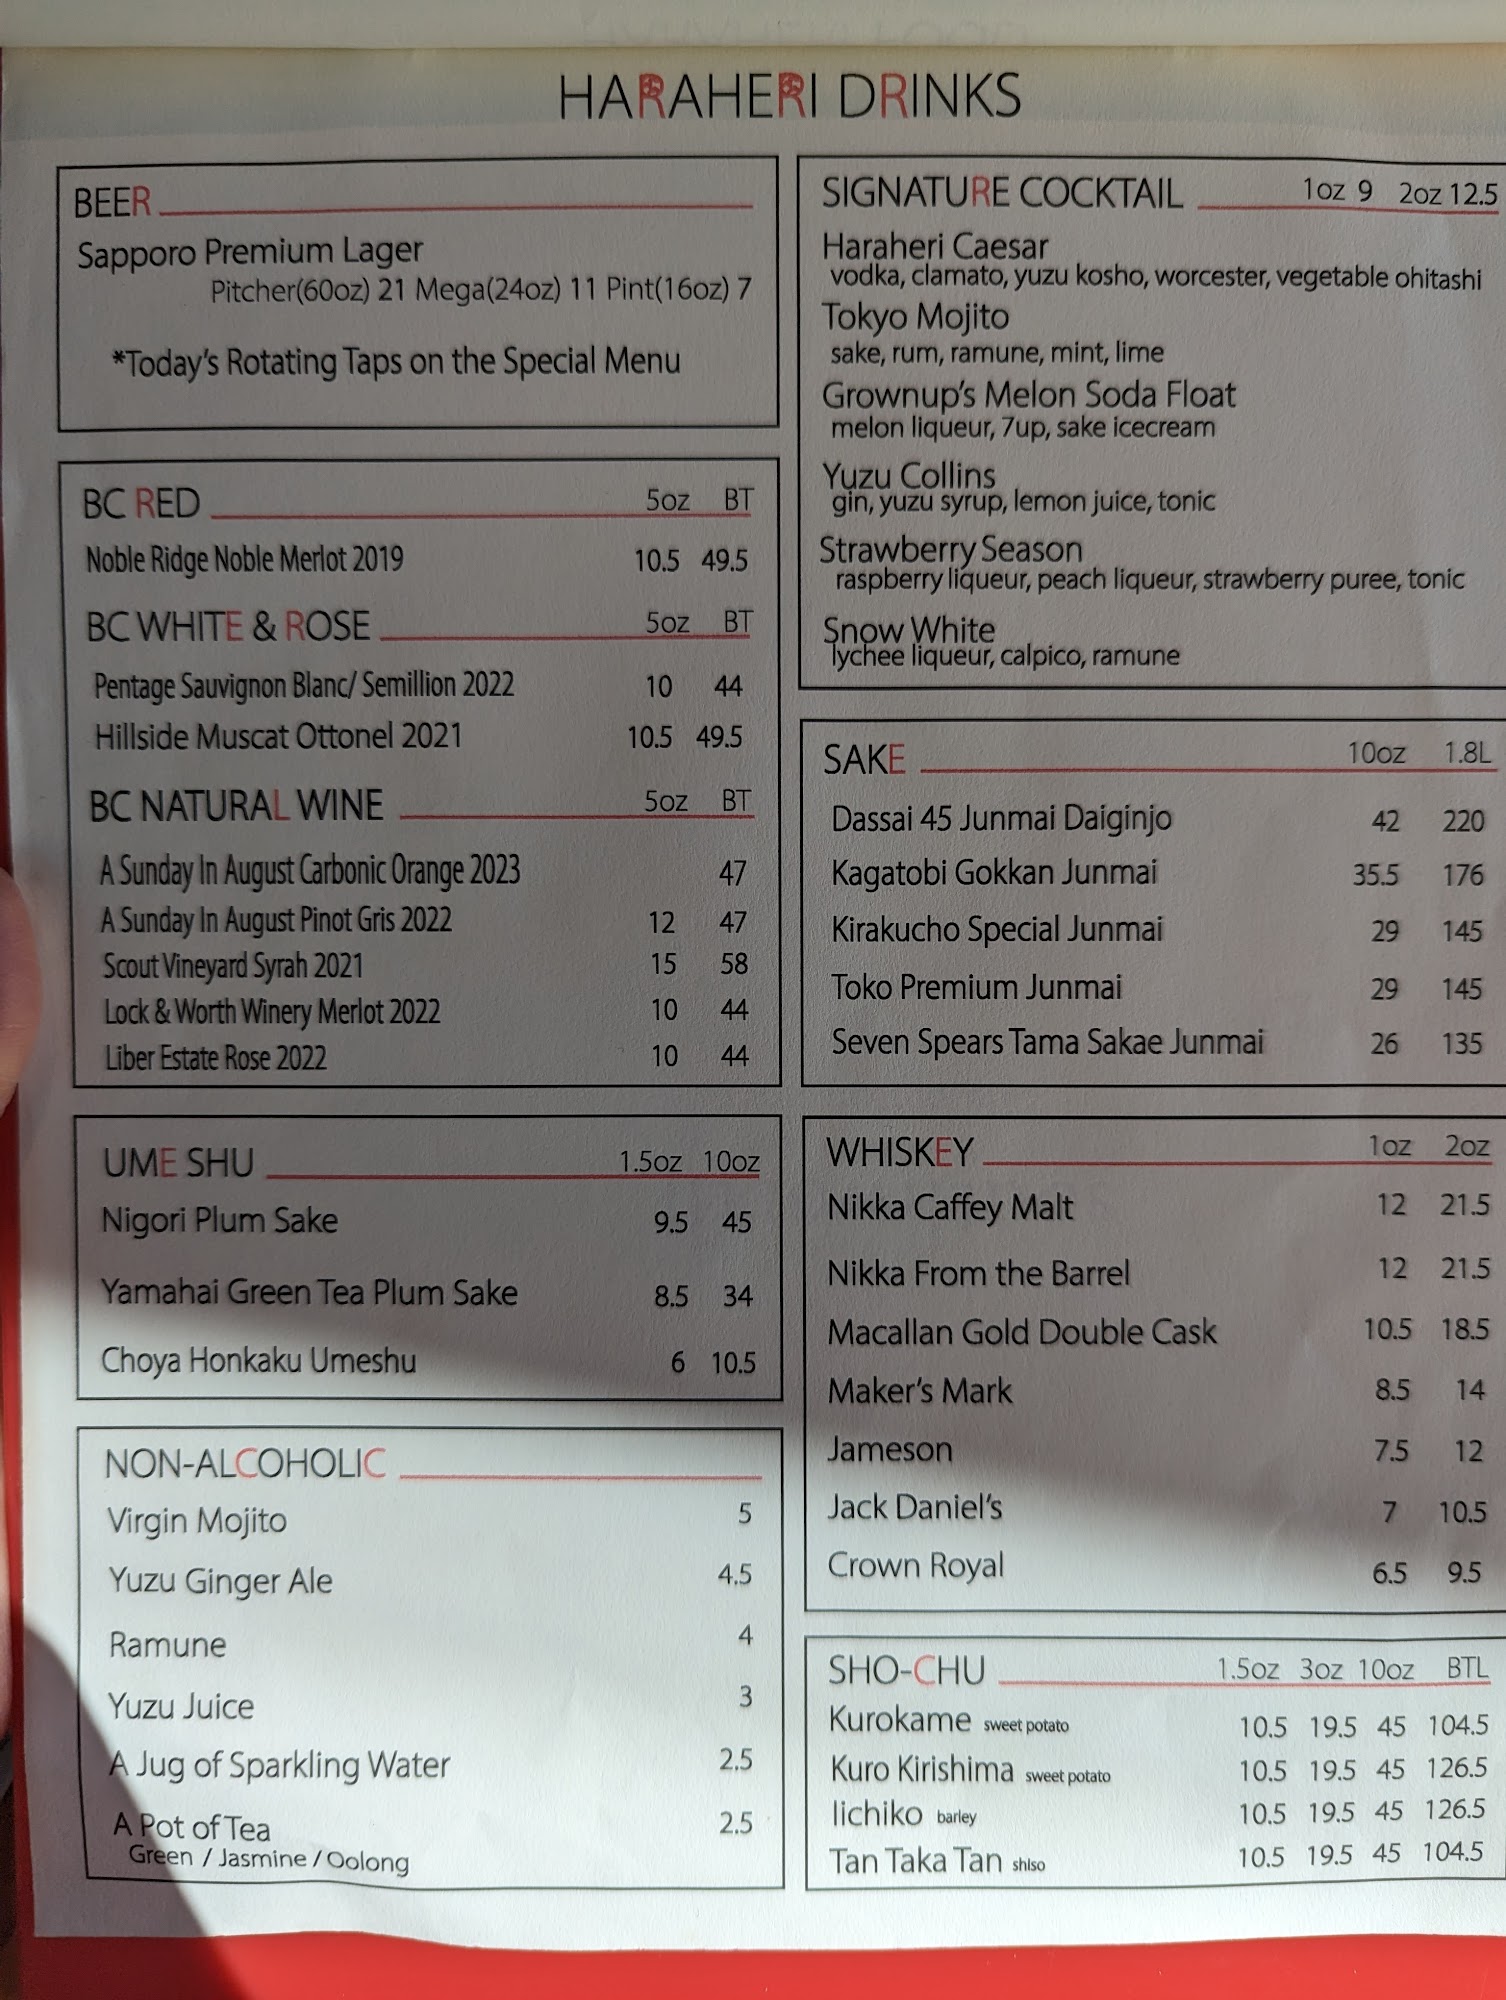 HARAHERI DRINKS
BEER
Sapporo Premium Lager
Pitcher(60oz) 21 Mega(24oz) 11 Pint(16oz) 7
*Today's Rotating Taps on the Special Menu
BC RED 5oz BT
Noble Ridge Noble Merlot 2019 10.5 49.5
BC WHITE & ROSE 5oz BT
Pentage Sauvignon Blanc/ Semillion 2022 10 44
Hillside Muscat Ottonel 2021 10.5 49.5
BC NATURAL WINE 5oz BT
A Sunday In August Carbonic Orange 2023 47
A Sunday In August Pinot Gris 2022 12 47
Scout Vineyard Syrah 2021 15 58
Lock & Worth Winery Merlot 2022 10 44
Liber Estate Rose 2022 10 44
UME SHU 1.5oz 10oz
Nigori Plum Sake 9.5 45
Yamahai Green Tea Plum Sake 8.5 34
Choya Honkaku Umeshu 6 10.5
NON-ALCOHOLIC
Virgin Mojito 5
Yuzu Ginger Ale 4.5
Ramune 4
Yuzu Juice 3
A Jug of Sparkling Water 2.5
A Pot of Tea 2.5
Green / Jasmine / Oolong
SIGNATURE COCKTAIL 1oz 9 2oz 12.5
Haraheri Caesar
vodka, clamato, yuzu kosho, worcester, vegetable ohitashi
Tokyo Mojito
sake, rum, ramune, mint, lime
Grownup's Melon Soda Float
melon liqueur, 7up, sake icecream
Yuzu Collins
gin, yuzu syrup, lemon juice, tonic
Strawberry Season
raspberry liqueur, peach liqueur, strawberry puree, tonic
Snow White
lychee liqueur, calpico, ramune
SAKE 10oz 1.8L
Dassai 45 Junmai Daiginjo 42 220
Kagatobi Gokkan Junmai 35.5 176
Kirakucho Special Junmai 29 145
Toko Premium Junmai 29 145
Seven Spears Tama Sakae Junmai 26 135
WHISKEY 1oz 2oz
Nikka Caffey Malt 12 21.5
Nikka From the Barrel 12 21.5
Macallan Gold Double Cask 10.5 18.5
Maker's Mark 8.5 14
Jameson 7.5 12
Jack Daniel's 7 10.5
Crown Royal 6.5 9.5
SHO-CHU 1.5oz 3oz 10oz BTL
Kurokame sweet potato 10.5 19.5 45 104.5
Kuro Kirishima sweet potato 10.5 19.5 45 126.5
Iichiko barley 10.5 19.5 45 126.5
Tan Taka Tan shIso 10.5 19.5 45 104.5